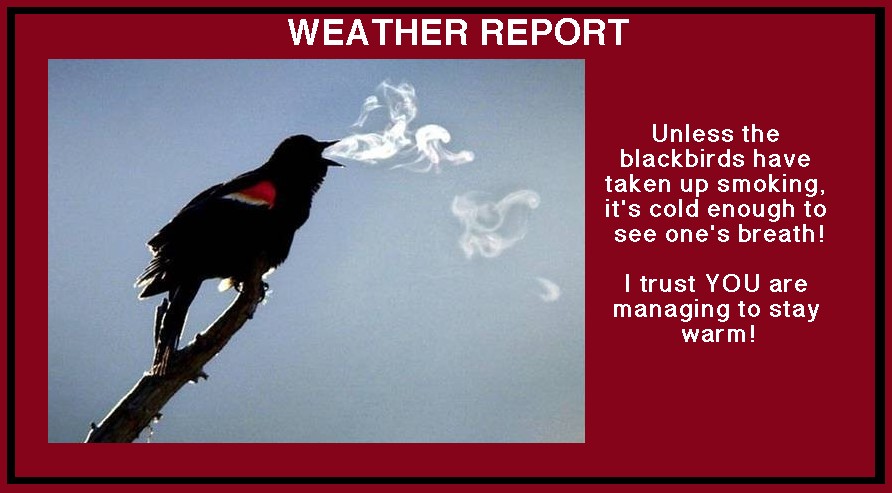 WEATHER REPORT
Unless the
blackbirds have
taken up smoking,
it's cold enough to
see one's breath!
I trust YOU are
managing to stay
warm!